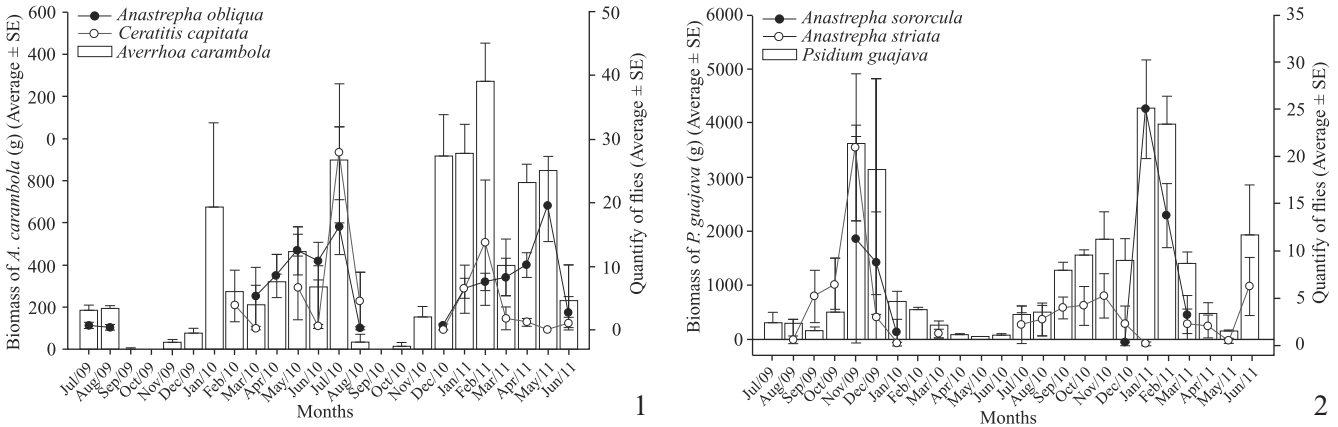 Anastrepha obliqua
Ceratitis capitata
Averrhoa carambola
Biomass of A. carambola (g) (Average ± SE)
600
400
200
0
800
600
400
200
0
50
40
30
20
10
0
Quantify of flies (Average ± SE)
Jul/09 Aug/09 Sep/09 Oct/09 Nov/09 Dec/09 Jan/10 Feb/10 Mar/10 Apr/10 May/10 Jun/10 Jul/10 Aug/10 Sep/10 Oct/10 Nov/10 Dec/10 Jan/11 Feb/11 Mar/11 Apr/11 May/11 Jun/11
Months
1
Anastrepha sororcula
Anastrepha striata
Psidium guajava
Biomass of P. guajava (g) (Average ± SE)
6000
5000
4000
3000
2000
1000
0
35
30
25
20
15
10
5
0
Quantify of flies (Average ± SE)
Jul/09 Aug/09 Sep/09 Oct/09 Nov/09 Dec/09 Jan/10 Feb/10 Mar/10 Apr/10 May/10 Jun/10 Jul/10 Aug/10 Sep/10 Oct/10 Nov/10 Dec/10 Jan/11 Feb/11 Mar/11 Apr/11 May/11 Jun/11
Months
2